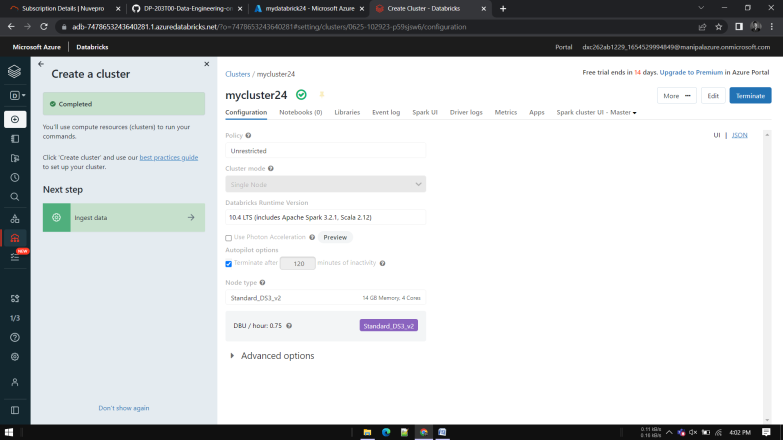 Subscription Details | Nuvepro
DP-203T00-Data-Engineering-on
mydatabrick24 - Microsoft Azure
Create Cluster - Databricks
adb-7478653243640281.1.azuredatabricks.net/?o=7478653243640281#setting/clusters/0625-102923-p59sjsw6/configuration
Microsoft Azure | Databricks
Portal
dxc262ab1229_1654529994849@manipalazure.onmicrosoft.com
D
NEW
1/3
Create a cluster
Completed
You'll use compute resources (clusters) to run your
commands.
Click 'Create cluster' and use our best practices guide
to set up your cluster.
Next step
Ingest data
Don't show again
Clusters / mycluster24
Free trial ends in 14 days. Upgrade to Premium in Azure Portal
mycluster24
More
Edit
Terminate
Configuration
Notebooks (0)
Libraries
Event log
Spark UI
Driver logs
Metrics
Apps
Spark cluster UI - Master
Policy
UI | JSON
Unrestricted
Cluster mode
Single Node
Databricks Runtime Version
10.4 LTS (includes Apache Spark 3.2.1, Scala 2.12)
Use Photon Acceleration
Preview
Autopilot options
Terminate after 120 minutes of inactivity
Node type
Standard_DS3_v2
14 GB Memory, 4 Cores
DBU / hour: 0.75
Standard_DS3_v2
Advanced options
4:02 PM